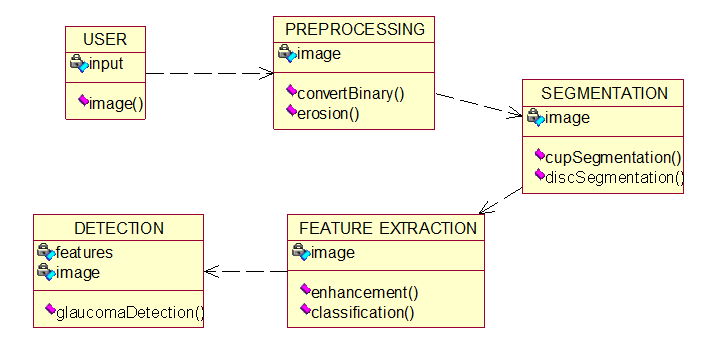 USER
input
image()
PREPROCESSING
image
convertBinary()
erosion()
SEGMENTATION
image
cupSegmentation()
discSegmentation()
DETECTION
features
image
glaucomaDetection()
FEATURE EXTRACTION
image
enhancement()
classification()